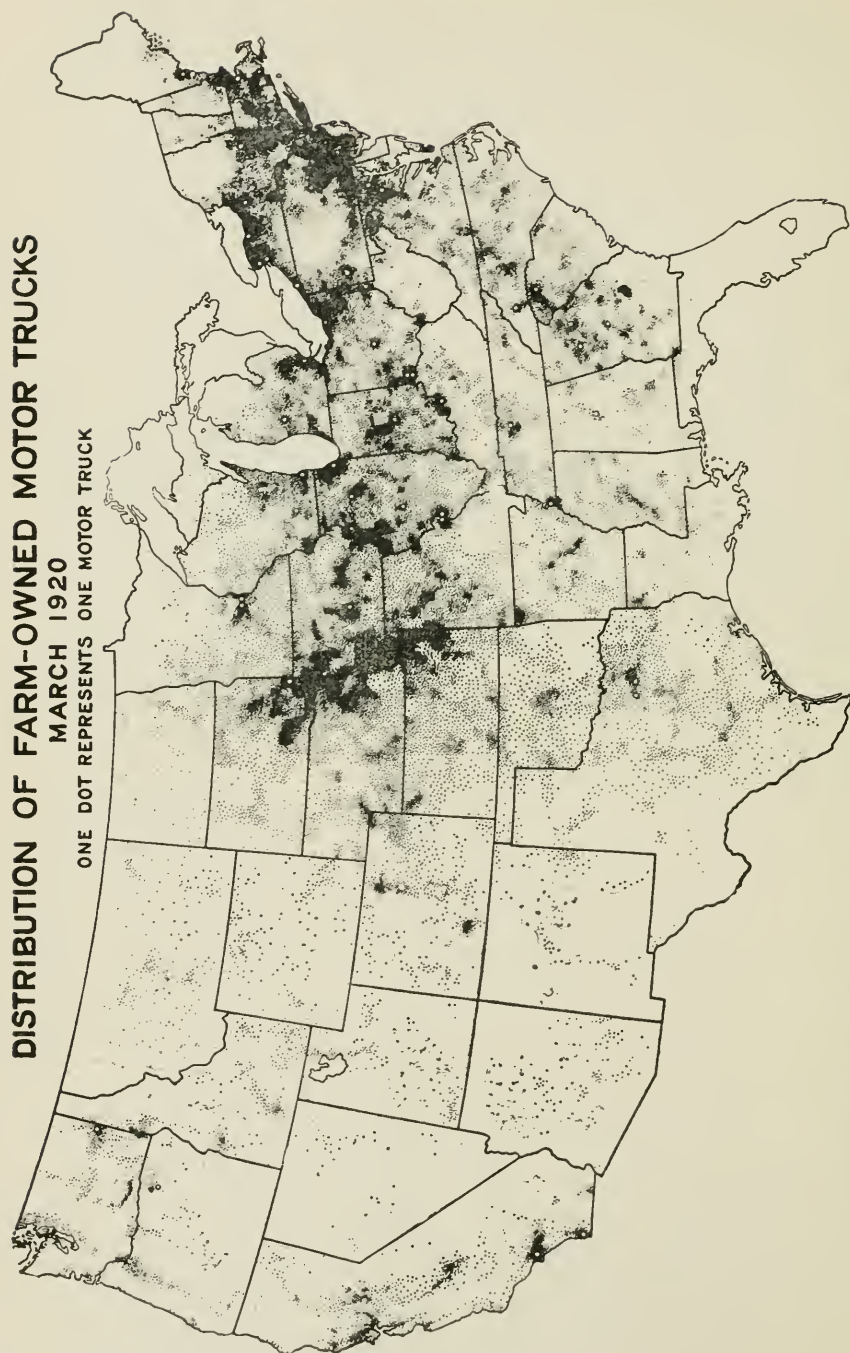 DISTRIBUTION OF FARM-OWNED MOTOR TRUCKS
MARCH 1920
ONE DOT REPRESENTS ONE MOTOR TRUCK